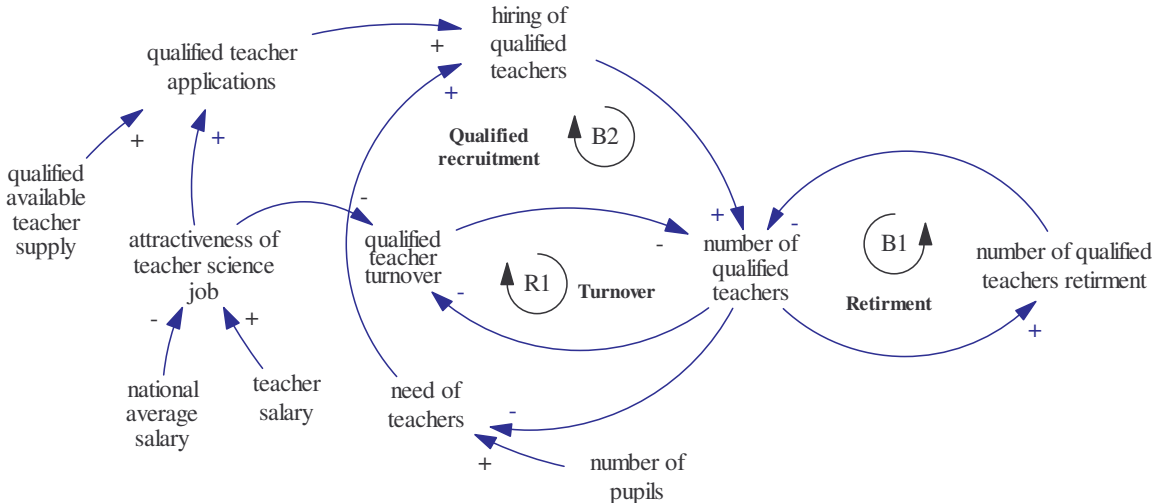 hiring of
qualified
teachers
+
+
qualified teacher
applications
+
+
qualified
available
teacher
supply
Qualified
recruitment
B2
-
attractiveness of
teacher science
job
-
+
national
average
salary
teacher
salary
qualified
teacher
turnover
-
-
R1
Turnover
+
-
number of
qualified
teachers
B1
Retirment
number of qualified
teachers retirment
+
need of
teachers
-
+
number of
pupils